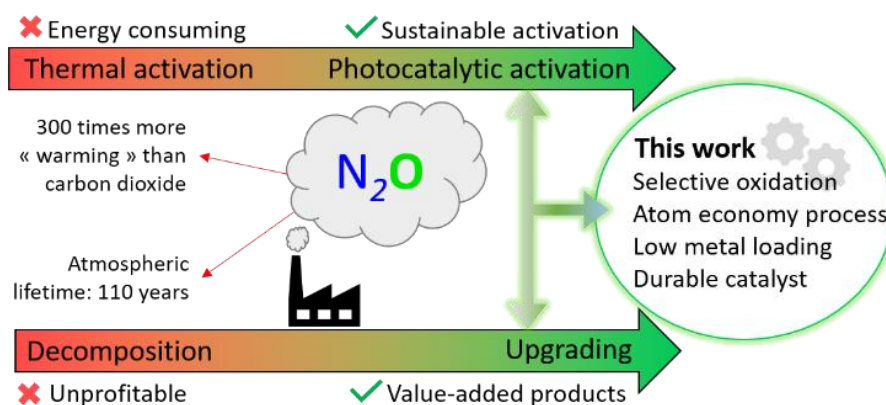 Energy consuming
Sustainable activation
Thermal activation
Photocatalytic activation
300 times more
« warming » than
carbon dioxide
N₂O
Atmospheric
lifetime: 110 years
This work
Selective oxidation
Atom economy process
Low metal loading
Durable catalyst
Decomposition
Upgrading
Unprofitable
Value-added products